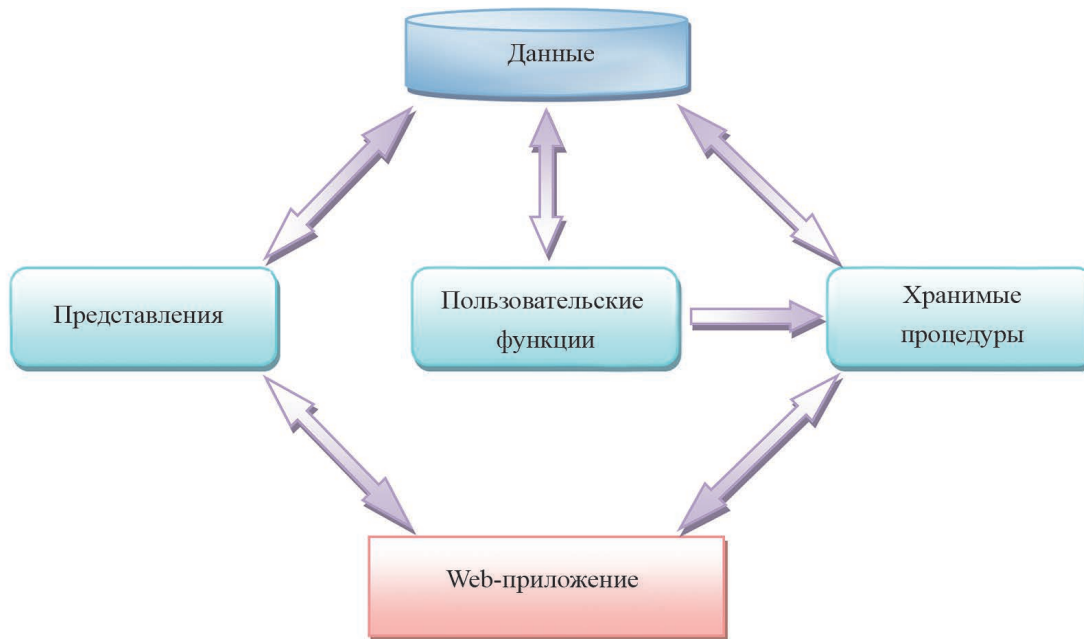 Данные
Представления
Пользовательские
функции
Хранимые
процедуры
Web-приложение